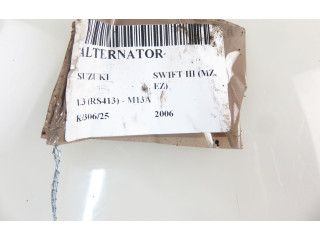 ALTERNATOR
SUZUKI SWIFT III (MZ,
EZ)
1.3 (RS413) - M13A
K/306/25 2006